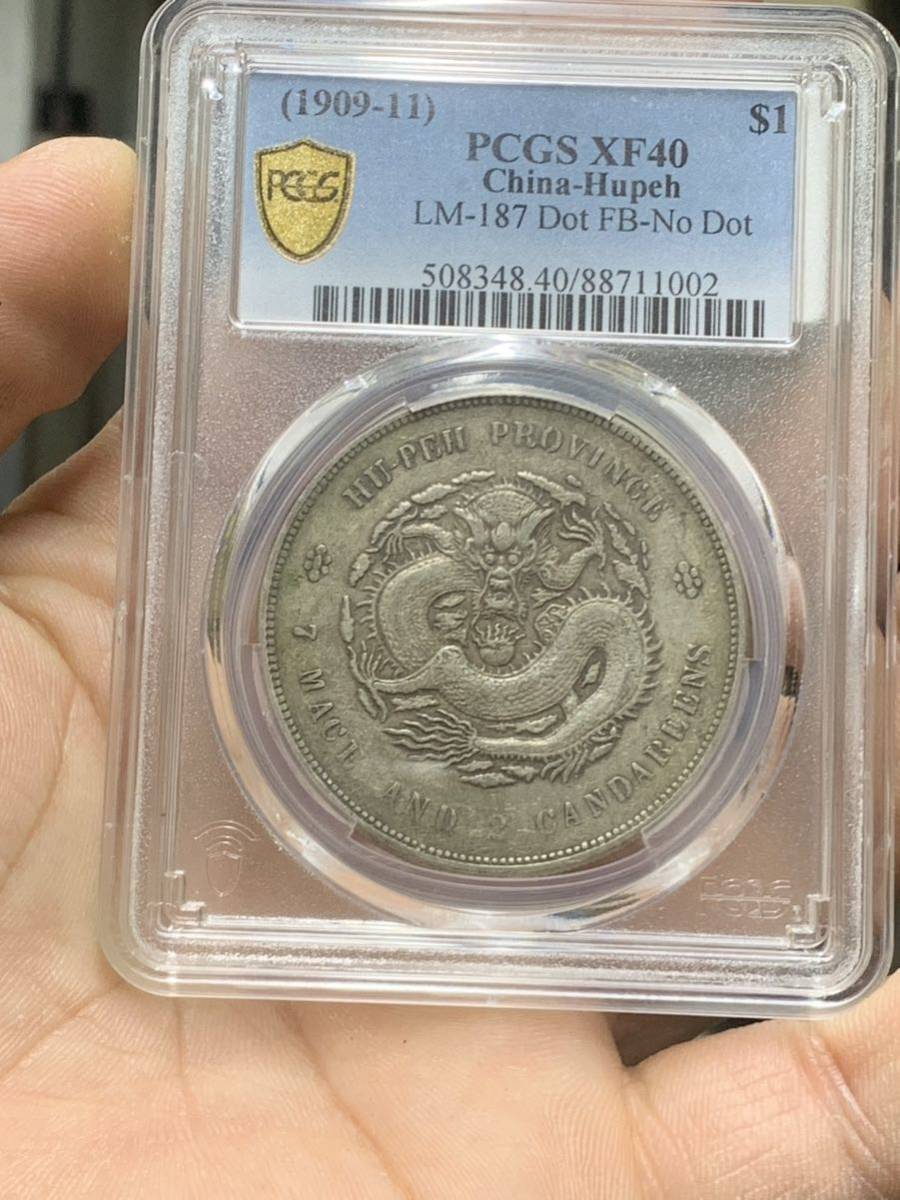 (1909-11)
$1
PCGS XF40
PCGS
China-Hupeh
LM-187 Dot FB-No Dot
508348.40/88711002
HU-PEH PROVINCE
7 MACE AND 2 CANDAREENS